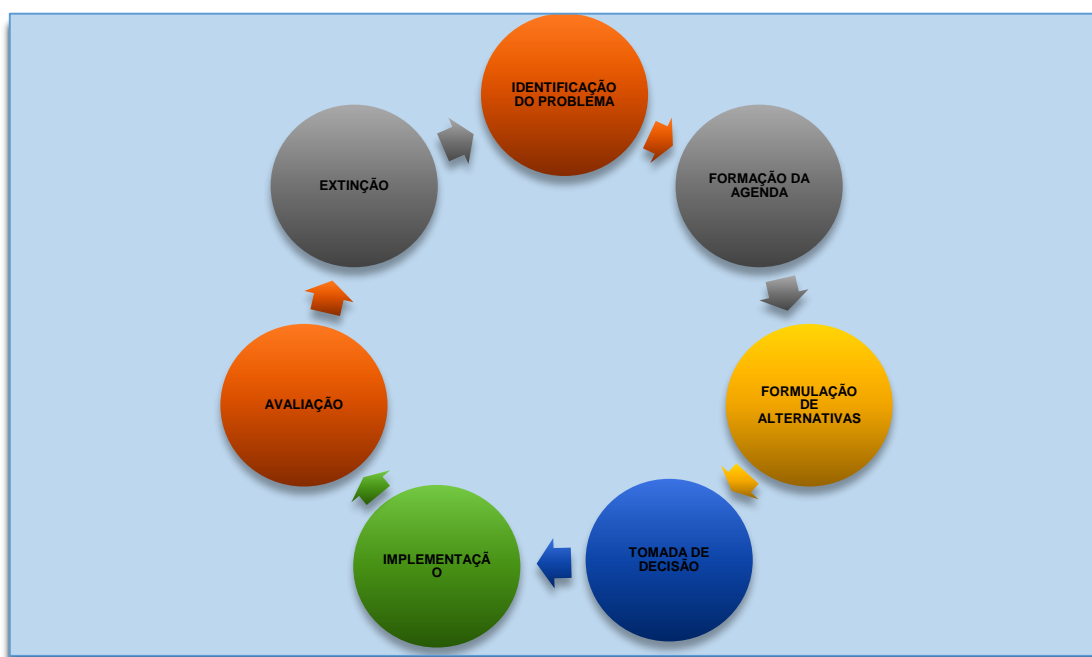 IDENTIFICAÇÃO
DO PROBLEMA
FORMAÇÃO DA
AGENDA
FORMULAÇÃO
DE
ALTERNATIVAS
TOMADA DE
DECISÃO
IMPLEMENTAÇÃ
O
AVALIAÇÃO
EXTINÇÃO